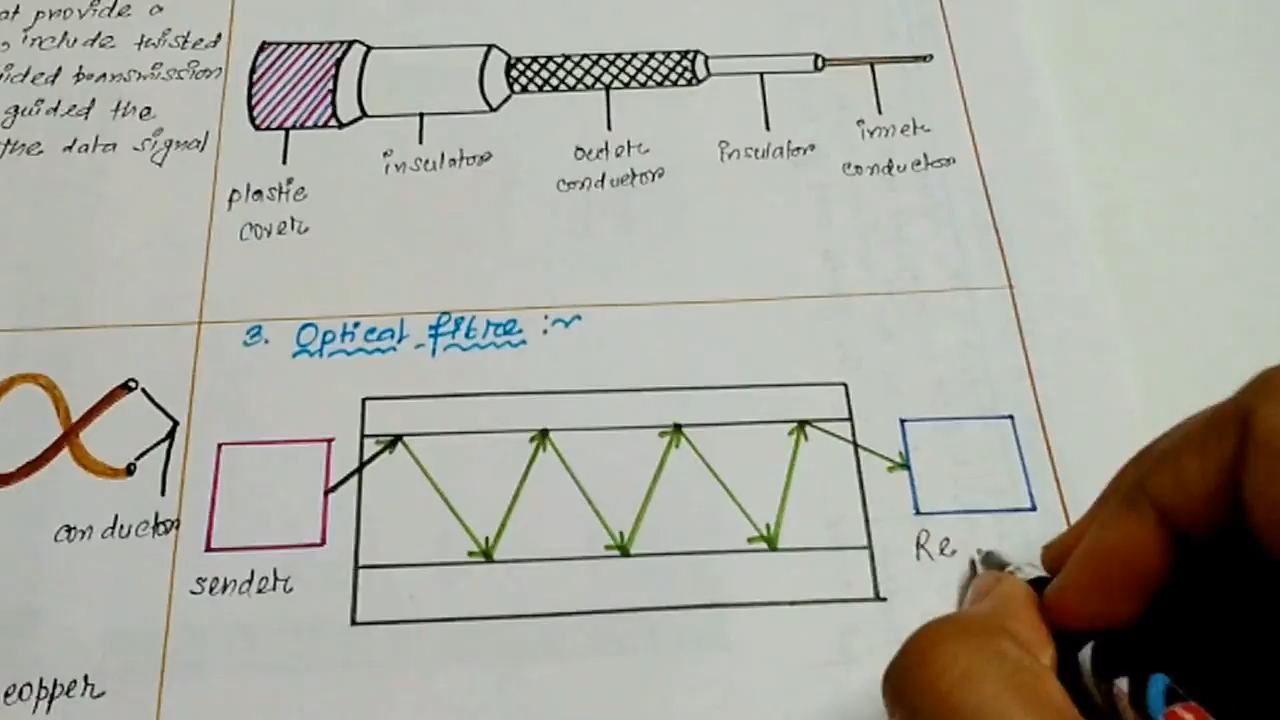 at provide a
, include twisted
ided transmission
guided the
the data signal
plastic
cover
insulator
outer
conductor
insulator
inner
conductor
3. Optical fibre :~
conductor
sender
Re
copper